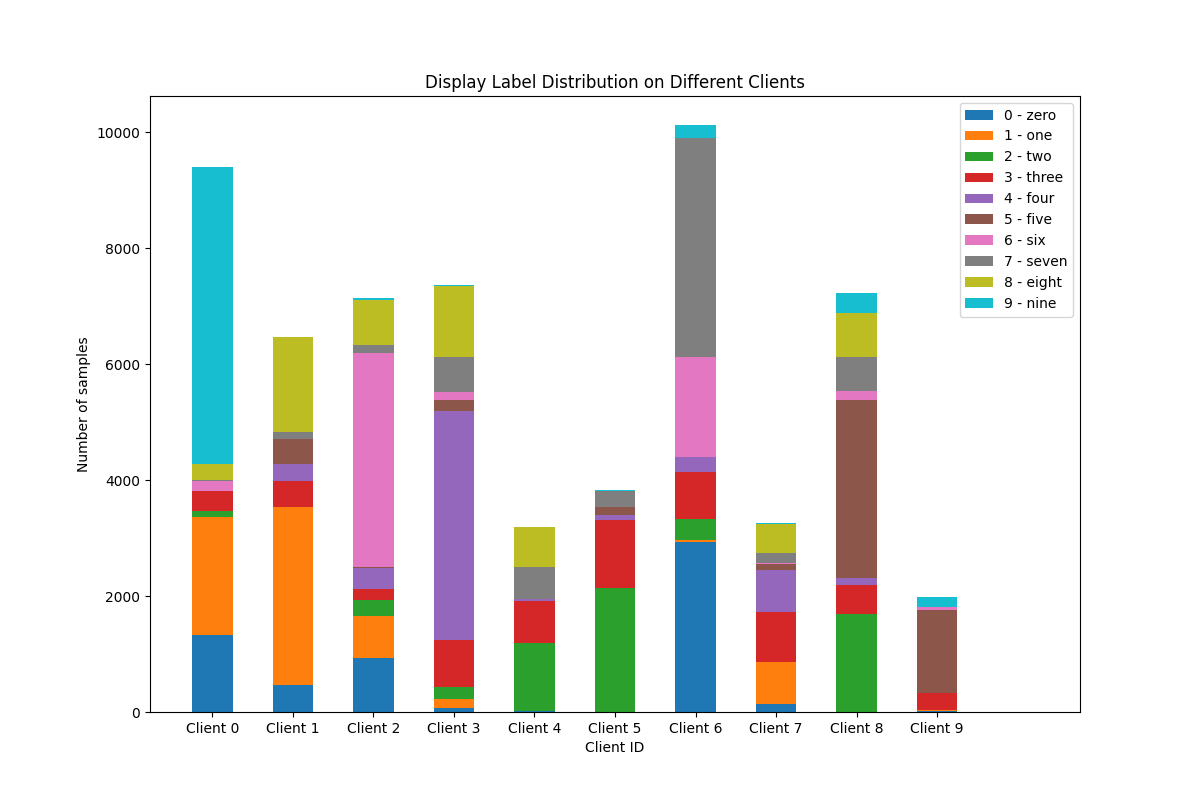 Display Label Distribution on Different Clients
Number of samples
10000
8000
6000
4000
2000
0
Client 0 Client 1 Client 2 Client 3 Client 4 Client 5 Client 6 Client 7 Client 8 Client 9
Client ID
0 - zero
1 - one
2 - two
3 - three
4 - four
5 - five
6 - six
7 - seven
8 - eight
9 - nine